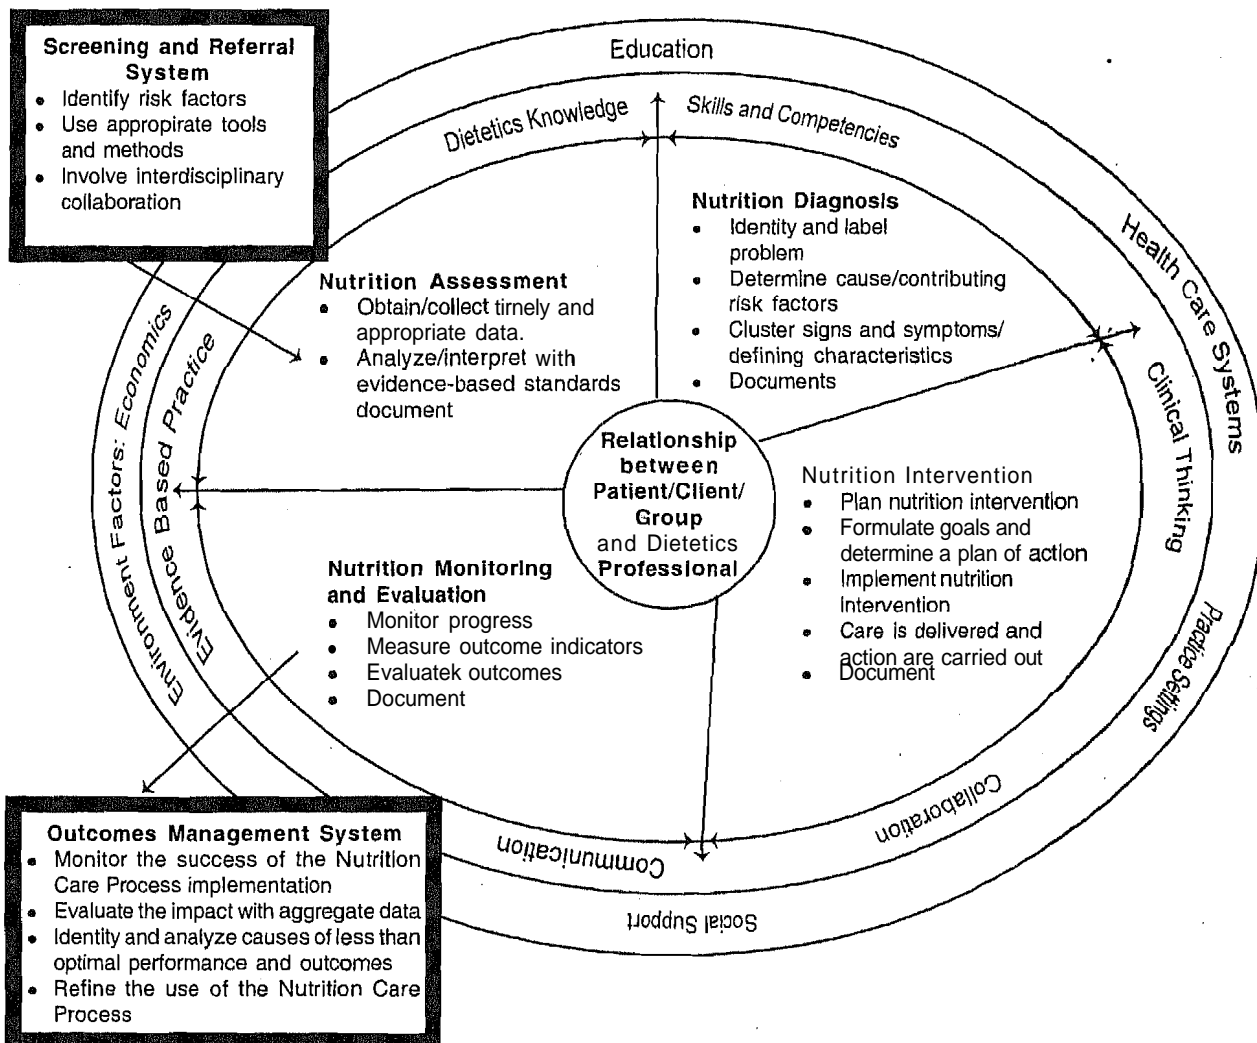 Screening and Referral
System
• Identify risk factors
• Use appropirate tools
and methods
• Involve interdisciplinary
collaboration
Education
Dietetics Knowledge
Skills and Competencies
Health Care Systems
Clinical Thinking
Practice Settings
Collaboration
Social Support
Communication
Environment Factors: Economics
Evidence Based Practice
Nutrition Assessment
• Obtain/collect timely and
appropriate data.
• Analyze/interpret with
evidence-based standards
document
Nutrition Diagnosis
• Identity and label
problem
• Determine cause/contributing
risk factors
• Cluster signs and symptoms/
defining characteristics
• Documents
Relationship
between
Patient/Client/
Group
and Dietetics
Professional
Nutrition Intervention
• Plan nutrition intervention
• Formulate goals and
determine a plan of action
• Implement nutrition
Intervention
• Care is delivered and
action are carried out
• Document
Nutrition Monitoring
and Evaluation
• Monitor progress
• Measure outcome indicators
• Evaluatek outcomes
• Document
Outcomes Management System
• Monitor the success of the Nutrition
Care Process implementation
• Evaluate the impact with aggregate data
• Identity and analyze causes of less than
optimal performance and outcomes
• Refine the use of the Nutrition Care
Process